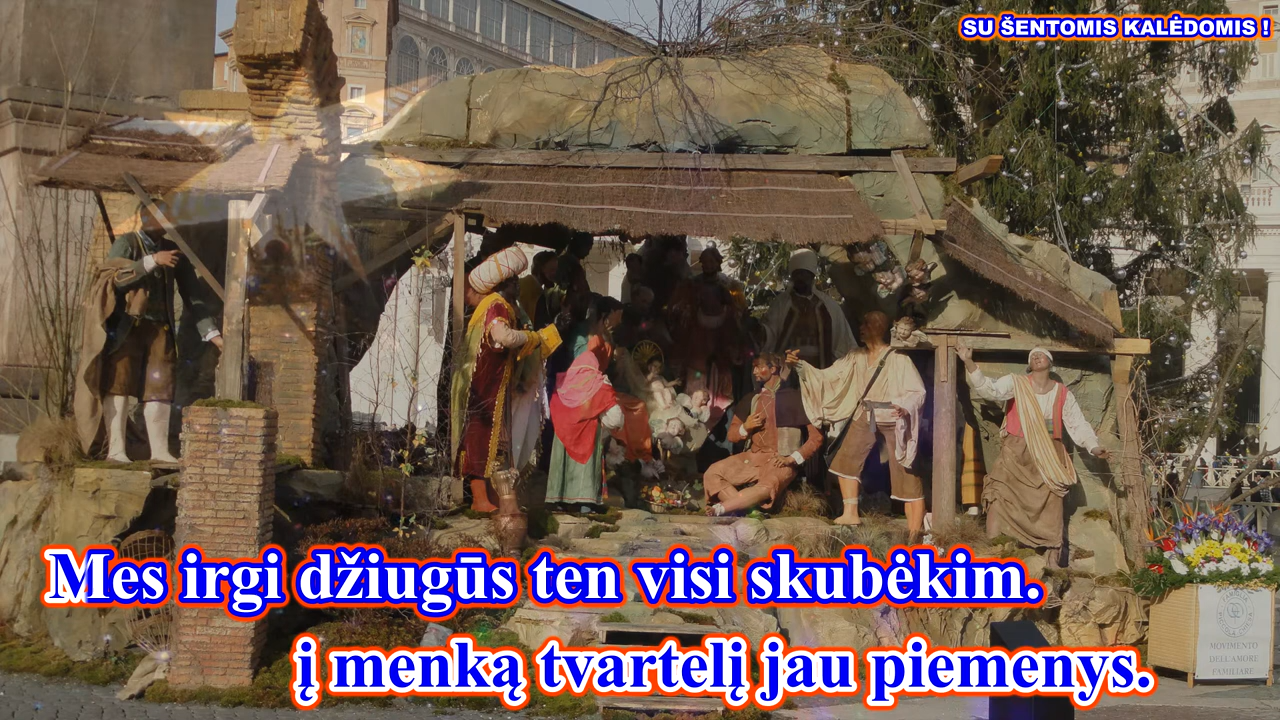 SU ŠENTOMIS KALĖDOMIS !
Mes irgi džiugūs ten visi skubėkim.
į menką tvartelį jau piemenys.
MOVIMENTO
DELL'AMORE
FAMILIARE